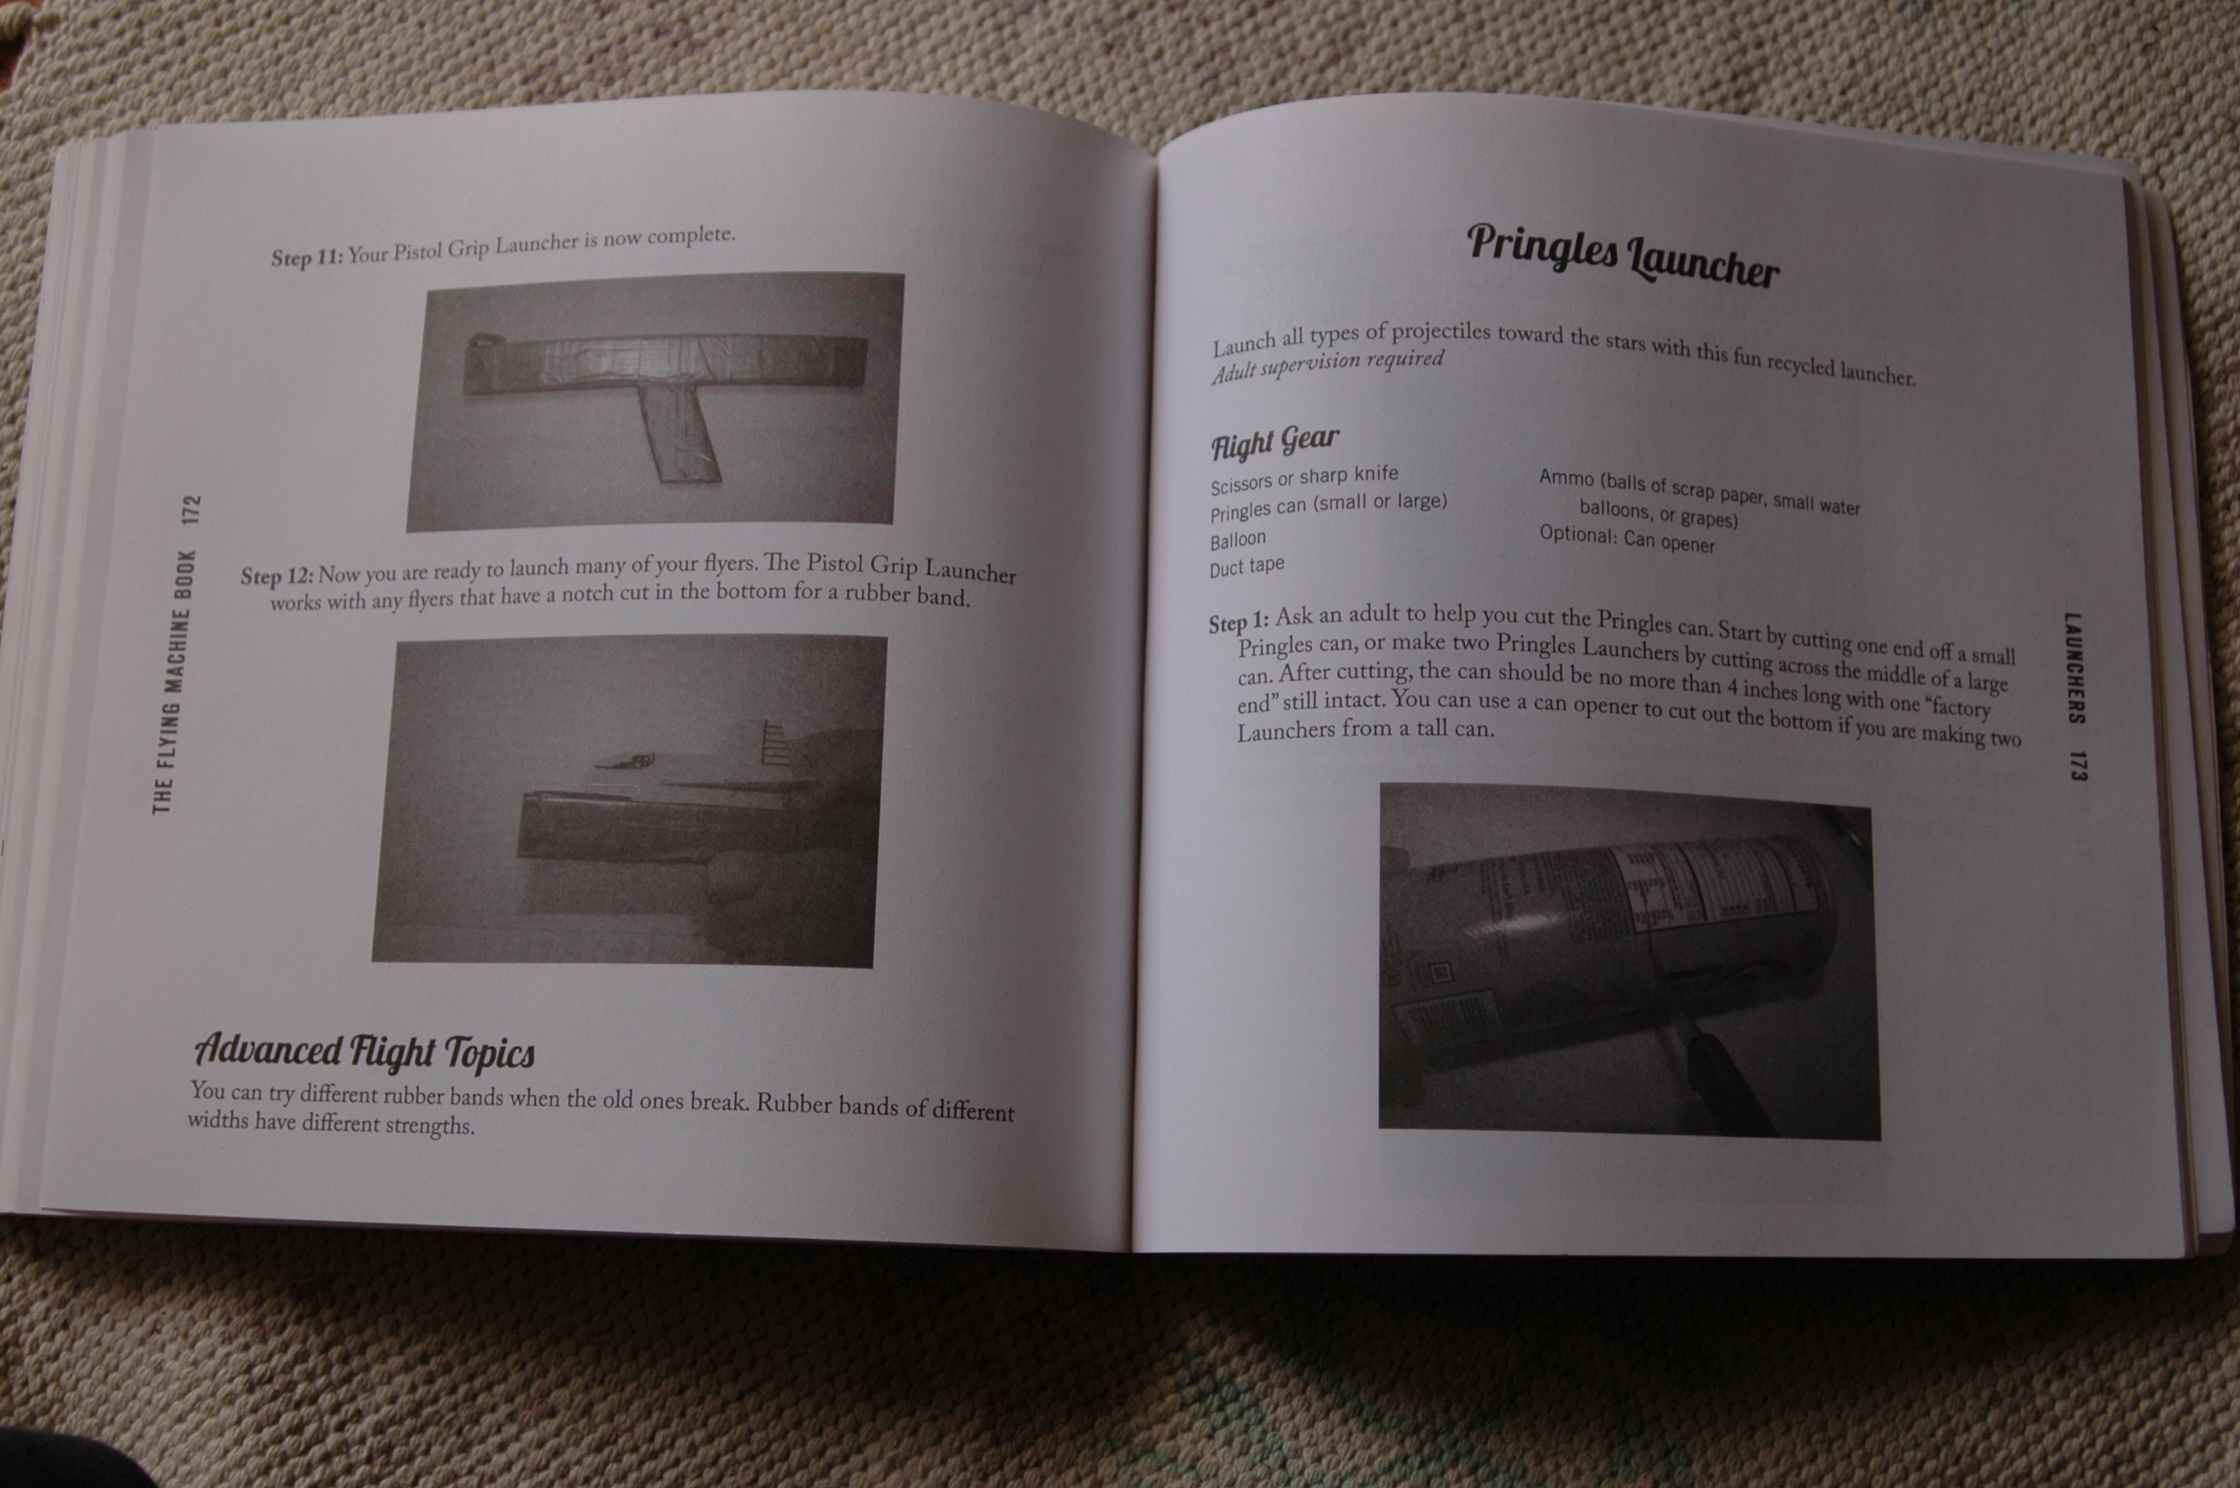 Step 11: Your Pistol Grip Launcher is now complete.
Step 12: Now you are ready to launch many of your flyers. The Pistol Grip Launcher
works with any flyers that have a notch cut in the bottom for a rubber band.
Advanced Flight Topics
You can try different rubber bands when the old ones break. Rubber bands of different
widths have different strengths.
THE FLYING MACHINE BOOK 172
Pringles Launcher
Launch all types of projectiles toward the stars with this fun recycled launcher.
Adult supervision required
Flight Gear
Scissors or sharp knife
Pringles can (small or large)
Balloon
Duct tape
Ammo (balls of scrap paper, small water
balloons, or grapes)
Optional: Can opener
Step 1: Ask an adult to help you cut the Pringles can. Start by cutting one end off a small
Pringles can, or make two Pringles Launchers by cutting across the middle of a large
can. After cutting, the can should be no more than 4 inches long with one “factory
end” still intact. You can use a can opener to cut out the bottom if you are making two
Launchers from a tall can.
LAUNCHERS 173